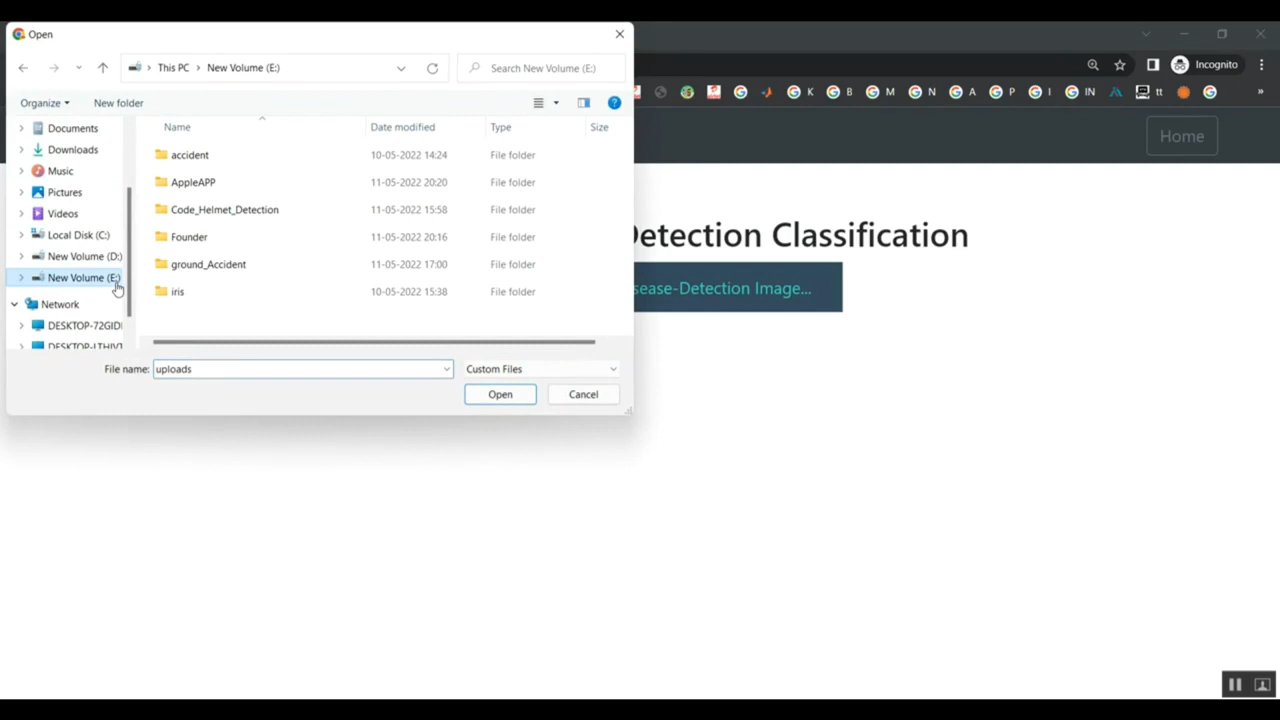 Open
This PC > New Volume (E:)
Search New Volume (E:)
Incognito
Organize
New folder
K
B
M
N
A
P
I
IN
tt
»
Name
Date modified
Type
Size
Home
Documents
Downloads
Music
Pictures
Videos
Local Disk (C:)
New Volume (D:)
New Volume (E:)
Network
DESKTOP-72GID
accident 10-05-2022 14:24 File folder
AppleAPP 11-05-2022 20:20 File folder
Code_Helmet_Detection 11-05-2022 15:58 File folder
Founder 11-05-2022 20:16 File folder
ground_Accident 11-05-2022 17:00 File folder
iris 10-05-2022 15:38 File folder
Detection Classification
sease-Detection Image...
File name: uploads
Custom Files
Open
Cancel